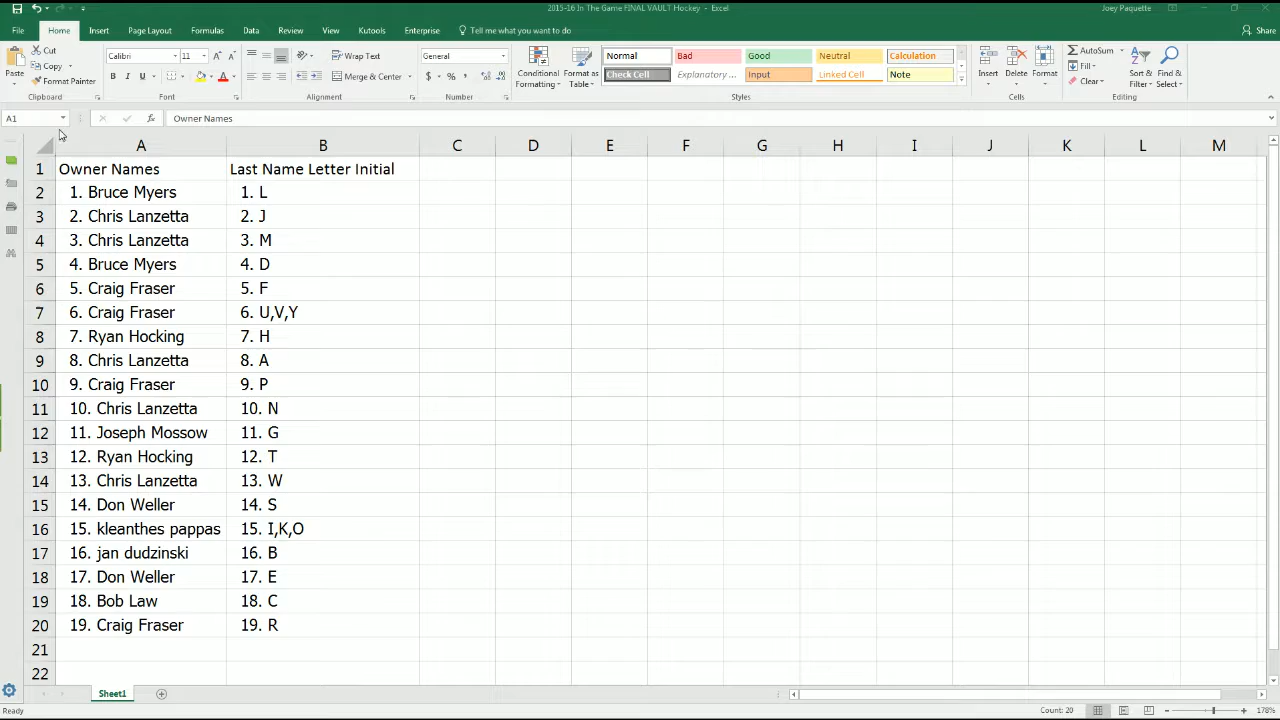 2015-16 In The Game FINAL VAULT Hockey - Excel
Joey Paquette
File Home Insert Page Layout Formulas Data Review View Kutools Enterprise Tell me what you want to do Share
Cut
Copy
Format Painter
Paste
Clipboard
Calibri 11
B I U
Font
Wrap Text
Merge & Center
Alignment
General
$ % ,
Number
Conditional Formatting
Format as Table
Normal Bad Good Neutral Calculation
Check Cell Explanatory ... Input Linked Cell Note
Styles
Insert Delete Format
Cells
AutoSum
Fill
Clear
Sort & Filter
Find & Select
Editing
A1 fx Owner Names
A B C D E F G H I J K L M
1 Owner Names Last Name Letter Initial
2 1. Bruce Myers 1. L
3 2. Chris Lanzetta 2. J
4 3. Chris Lanzetta 3. M
5 4. Bruce Myers 4. D
6 5. Craig Fraser 5. F
7 6. Craig Fraser 6. U,V,Y
8 7. Ryan Hocking 7. H
9 8. Chris Lanzetta 8. A
10 9. Craig Fraser 9. P
11 10. Chris Lanzetta 10. N
12 11. Joseph Mossow 11. G
13 12. Ryan Hocking 12. T
14 13. Chris Lanzetta 13. W
15 14. Don Weller 14. S
16 15. kleanthes pappas 15. I,K,O
17 16. jan dudzinski 16. B
18 17. Don Weller 17. E
19 18. Bob Law 18. C
20 19. Craig Fraser 19. R
21
22
Sheet1
Ready Count: 20 178%